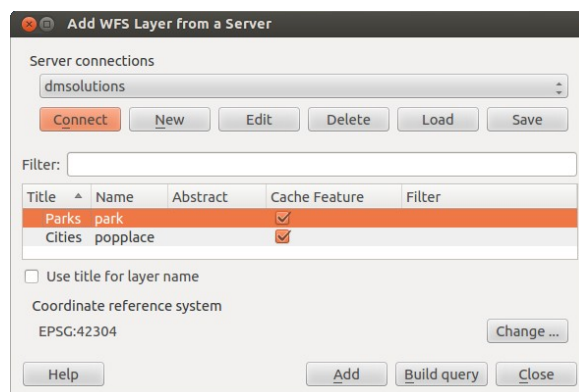 Add WFS Layer from a Server
Server connections
dmsolutions
Connect New Edit Delete Load Save
Filter:
Title Name Abstract Cache Feature Filter
Parks park
Cities popplace
Use title for layer name
Coordinate reference system
EPSG:42304 Change ...
Help Add Build query Close